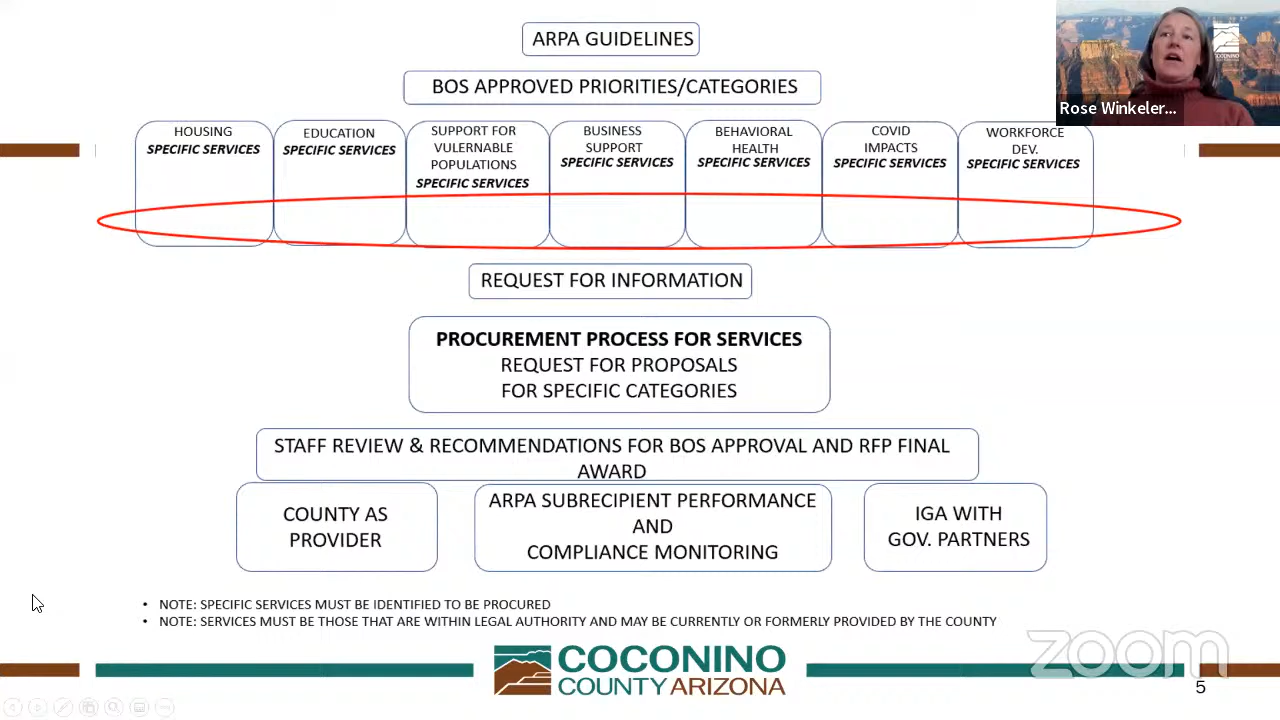 ARPA GUIDELINES
BOS APPROVED PRIORITIES/CATEGORIES
HOUSING
SPECIFIC SERVICES
EDUCATION
SPECIFIC SERVICES
SUPPORT FOR
VULERNABLE
POPULATIONS
SPECIFIC SERVICES
BUSINESS
SUPPORT
SPECIFIC SERVICES
BEHAVIORAL
HEALTH
SPECIFIC SERVICES
COVID
IMPACTS
SPECIFIC SERVICES
WORKFORCE
DEV.
SPECIFIC SERVICES
COCONINO
Rose Winkeler...
REQUEST FOR INFORMATION
PROCUREMENT PROCESS FOR SERVICES
REQUEST FOR PROPOSALS
FOR SPECIFIC CATEGORIES
STAFF REVIEW & RECOMMENDATIONS FOR BOS APPROVAL AND RFP FINAL
AWARD
COUNTY AS
PROVIDER
ARPA SUBRECIPIENT PERFORMANCE
AND
COMPLIANCE MONITORING
IGA WITH
GOV. PARTNERS
• NOTE: SPECIFIC SERVICES MUST BE IDENTIFIED TO BE PROCURED
• NOTE: SERVICES MUST BE THOSE THAT ARE WITHIN LEGAL AUTHORITY AND MAY BE CURRENTLY OR FORMERLY PROVIDED BY THE COUNTY
COCONINO
COUNTY ARIZONA
zoom
5